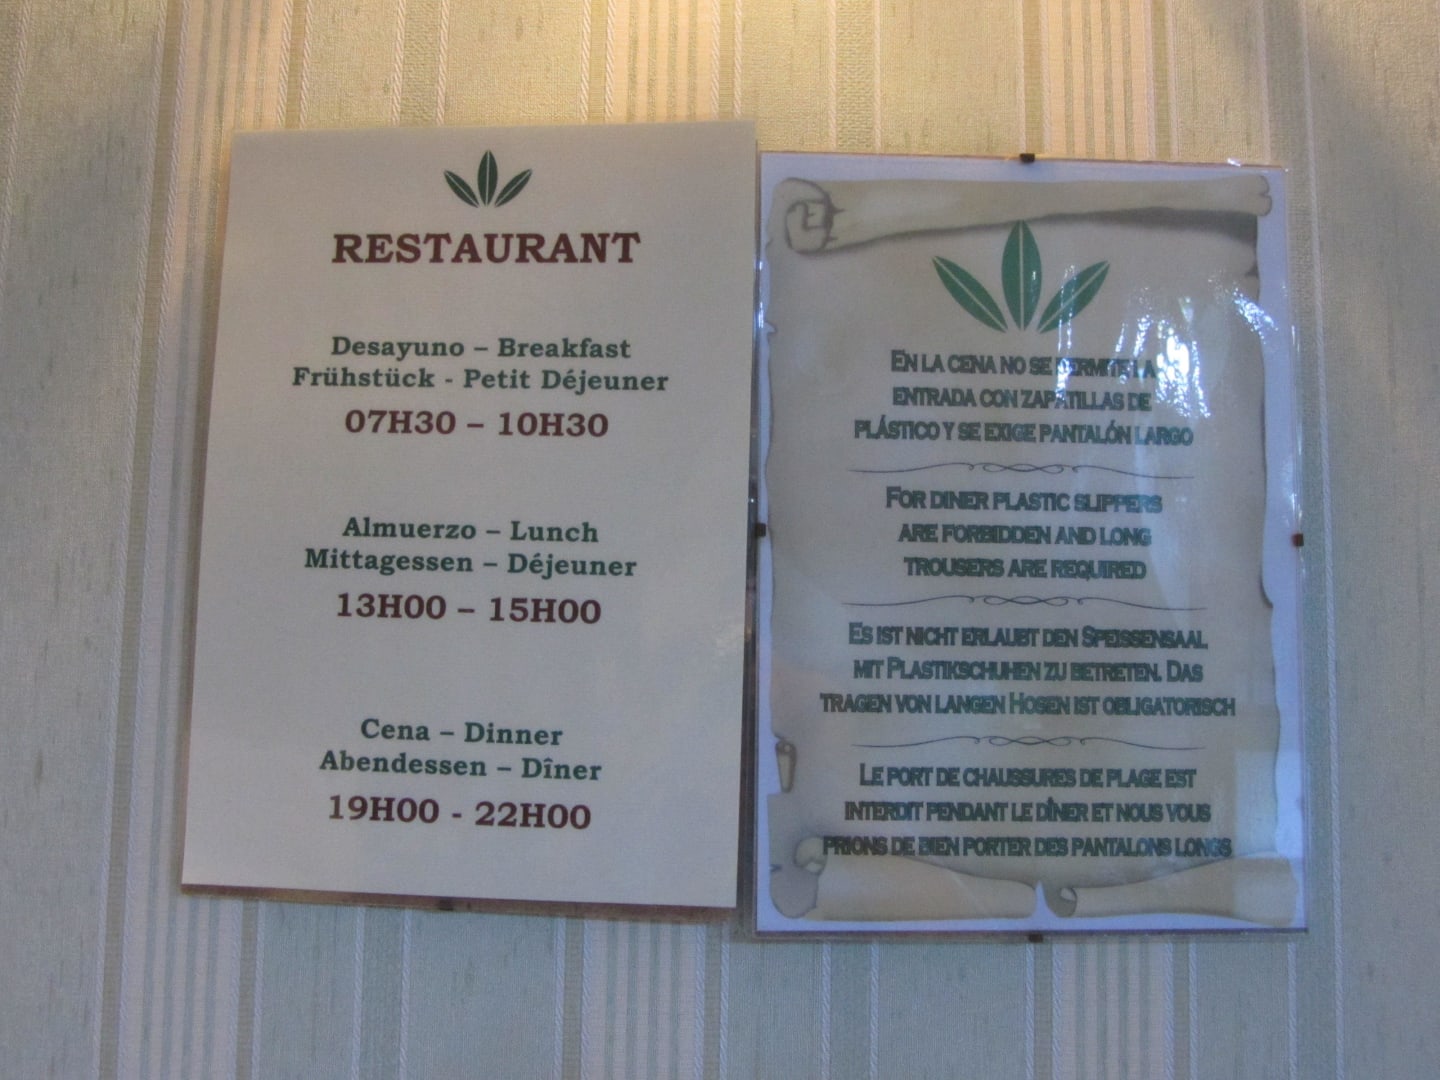 RESTAURANT
Desayuno – Breakfast
Frühstück - Petit Déjeuner
07H30 – 10H30
Almuerzo – Lunch
Mittagessen – Déjeuner
13H00 – 15H00
Cena – Dinner
Abendessen – Dîner
19H00 - 22H00
EN LA CENA NO SE PERMITE LA
ENTRADA CON ZAPATILLAS DE
PLÁSTICO Y SE EXIGE PANTALÓN LARGO
FOR DINER PLASTIC SLIPPERS
ARE FORBIDDEN AND LONG
TROUSERS ARE REQUIRED
ES IST NICHT ERLAUBT DEN SPEISSENSAAL
MIT PLASTIKSCHUHEN ZU BETRETEN. DAS
TRAGEN VON LANGEN HOSEN IST OBLIGATORISCH
LE PORT DE CHAUSSURES DE PLAGE EST
INTERDIT PENDANT LE DÎNER ET NOUS VOUS
PRIONS DE BIEN PORTER DES PANTALONS LONGS